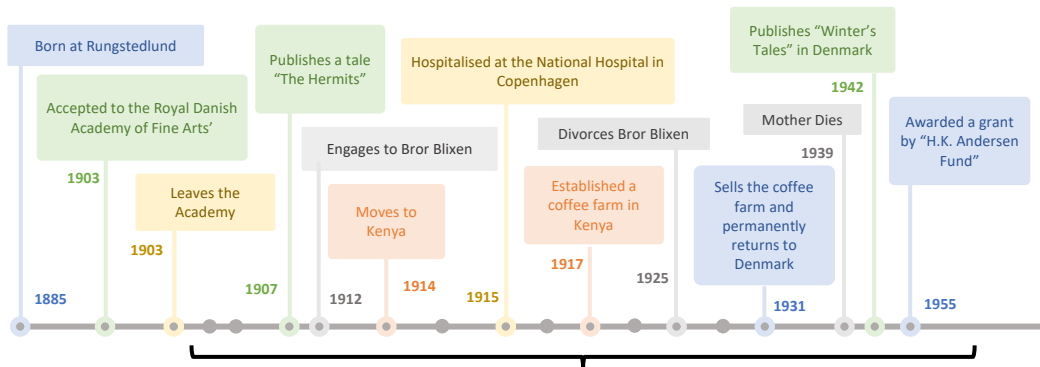 Born at Rungstedlund
1885
Accepted to the Royal Danish
Academy of Fine Arts’
1903
Leaves the
Academy
1903
Publishes a tale
“The Hermits”
1907
Engages to Bror Blixen
1912
Moves to
Kenya
1914
Hospitalised at the National Hospital in
Copenhagen
1915
Established a
coffee farm in
Kenya
1917
Divorces Bror Blixen
1925
Sells the coffee
farm and
permanently
returns to
Denmark
1931
Mother Dies
1939
Publishes “Winter’s
Tales” in Denmark
1942
Awarded a grant
by “H.K. Andersen
Fund”
1955